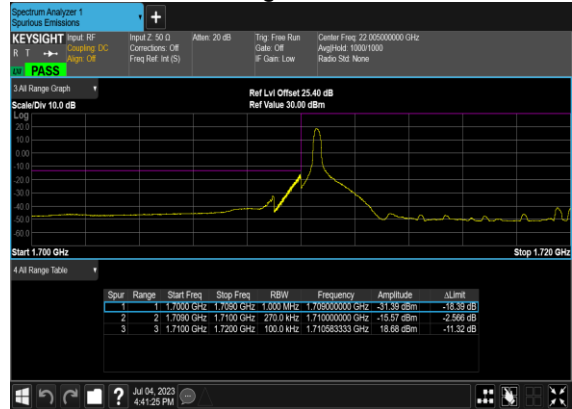 Spectrum Analyzer 1
Spurious Emissions
KEYSIGHT Input: RF Input Z: 50 Ω Atten: 20 dB Trig: Free Run Center Freq: 22.005000000 GHz
R T Coupling: DC Corrections: Off Gate: Off Avg|Hold: 1000/1000
Align: Off Freq Ref: Int (S) IF Gain: Low Radio Std: None
PASS
3 All Range Graph
Ref Lvl Offset 25.40 dB
Scale/Div 10.0 dB Ref Value 30.00 dBm
Log
20.0
10.0
0.00
-10.0
-20.0
-30.0
-40.0
-50.0
-60.0
Start 1.700 GHz Stop 1.720 GHz
4 All Range Table
Spur Range Start Freq Stop Freq RBW Frequency Amplitude ΔLimit
1 1 1.7000 GHz 1.7090 GHz 1.000 MHz 1.709000000 GHz -31.39 dBm -18.39 dB
2 2 1.7090 GHz 1.7100 GHz 270.0 kHz 1.710000000 GHz -15.57 dBm -2.566 dB
3 3 1.7100 GHz 1.7200 GHz 100.0 kHz 1.710583333 GHz 18.68 dBm -11.32 dB
? Jul 04, 2023
4:41:25 PM